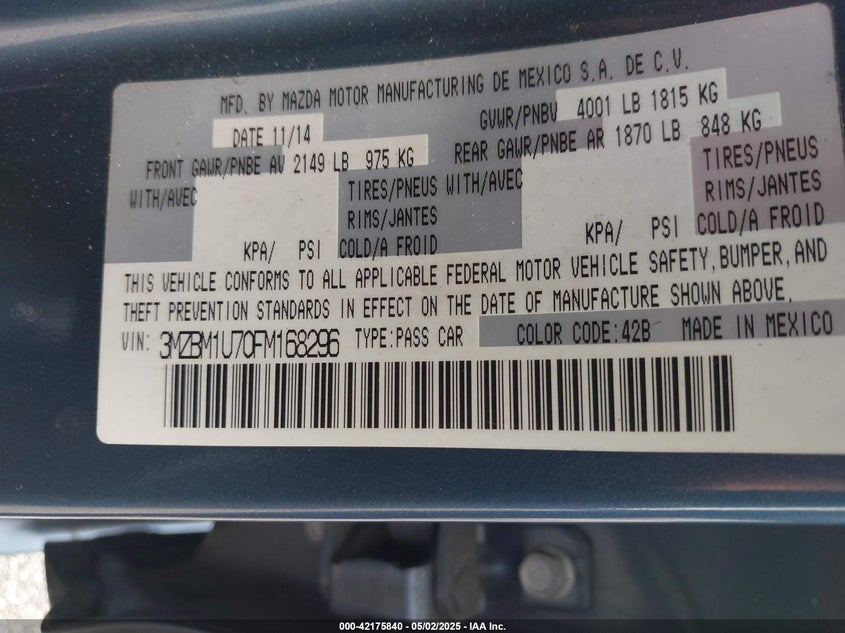 MFD. BY MAZDA MOTOR MANUFACTURING DE MEXICO S.A. DE C.V.
DATE 11/14 GVWR/PNBV 4001 LB 1815 KG
FRONT GAWR/PNBE AV 2149 LB 975 KG REAR GAWR/PNBE AR 1870 LB 848 KG
WITH/AVEC TIRES/PNEUS WITH/AVEC TIRES/PNEUS
RIMS/JANTES RIMS/JANTES
KPA/ PSI COLD/A FROID KPA/ PSI COLD/A FROID
THIS VEHICLE CONFORMS TO ALL APPLICABLE FEDERAL MOTOR VEHICLE SAFETY, BUMPER, AND
THEFT PREVENTION STANDARDS IN EFFECT ON THE DATE OF MANUFACTURE SHOWN ABOVE.
VIN: 3MZBM1U70FM168296 TYPE:PASS CAR COLOR CODE:42B MADE IN MEXICO
000-42175840 - 05/02/2025 - IAA Inc.